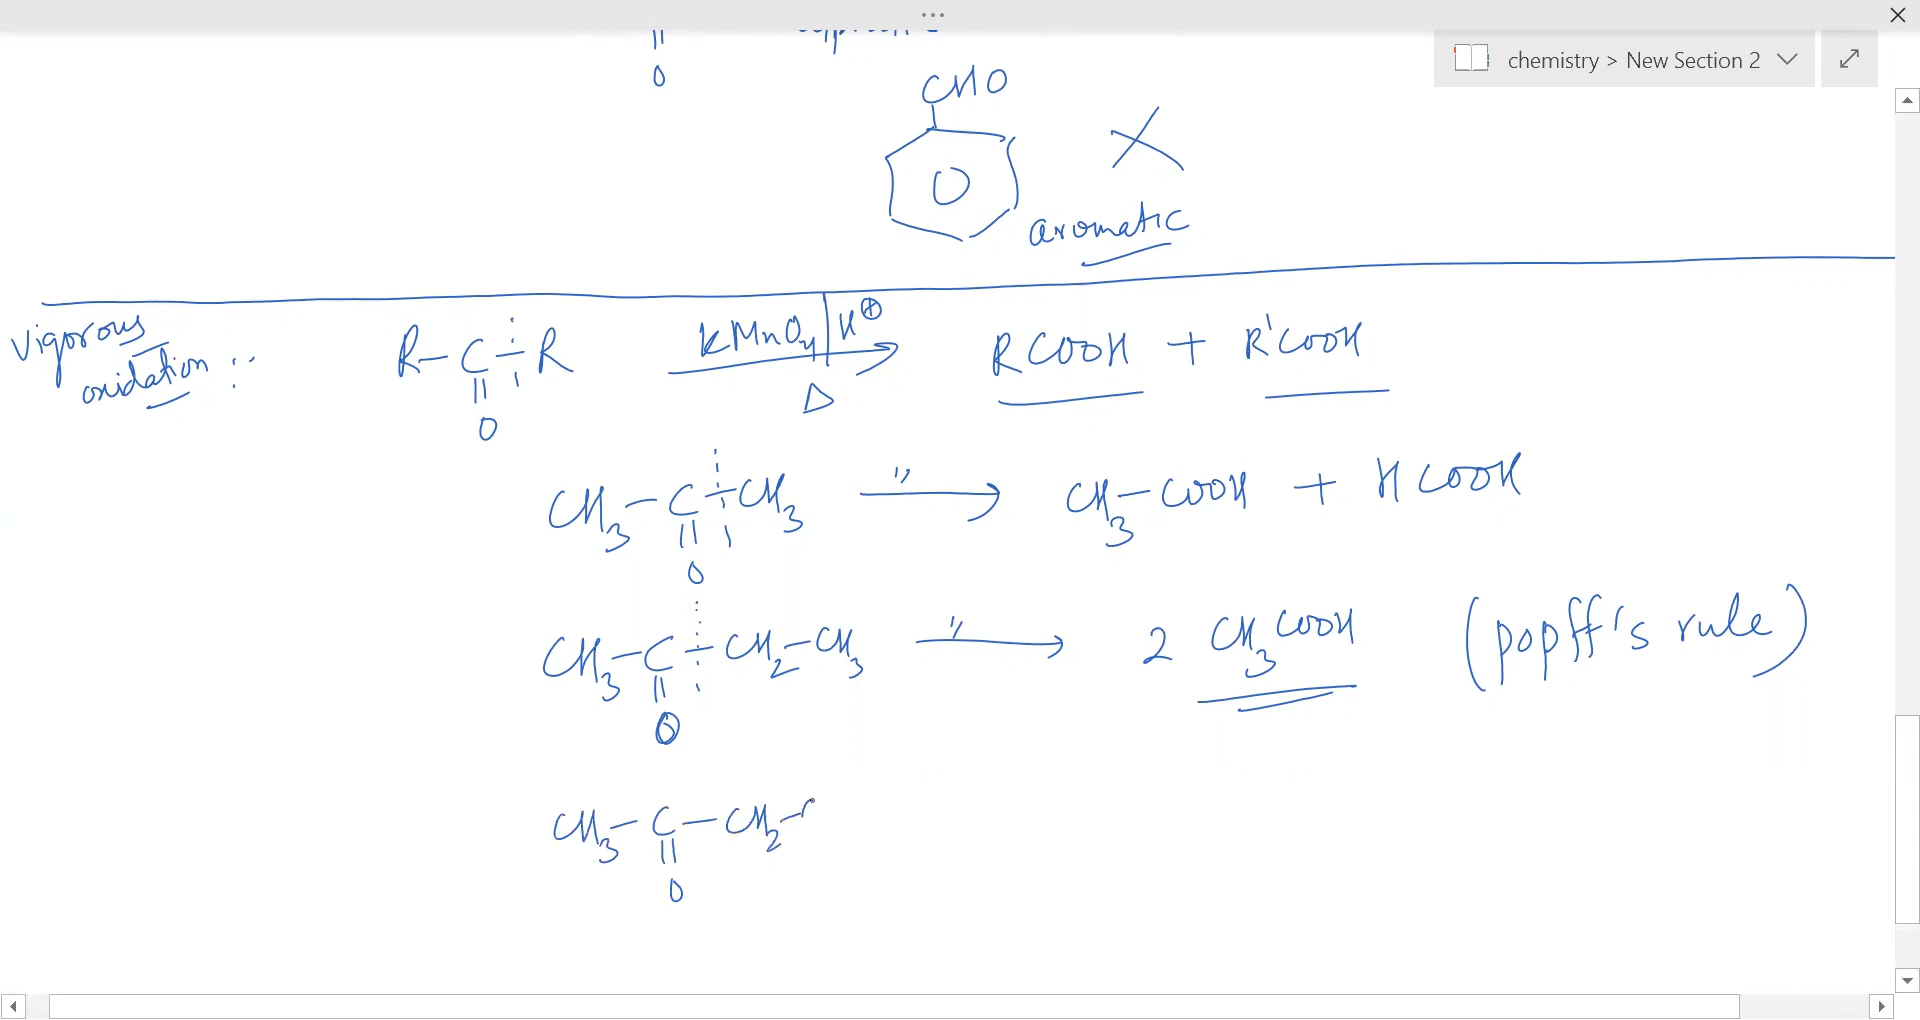 chemistry > New Section 2
O
CHO
aromatic
vigorous oxidation :-
R-C-R KMnO4/H⊕ RCOOH + R'COOH
|| Δ
O
CH3-C-CH3 " CH3-COOH + HCOOH
||
O
CH3-C-CH2-CH3 " 2 CH3COOH (popff's rule)
||
O
CH3-C-CH2-
||
O